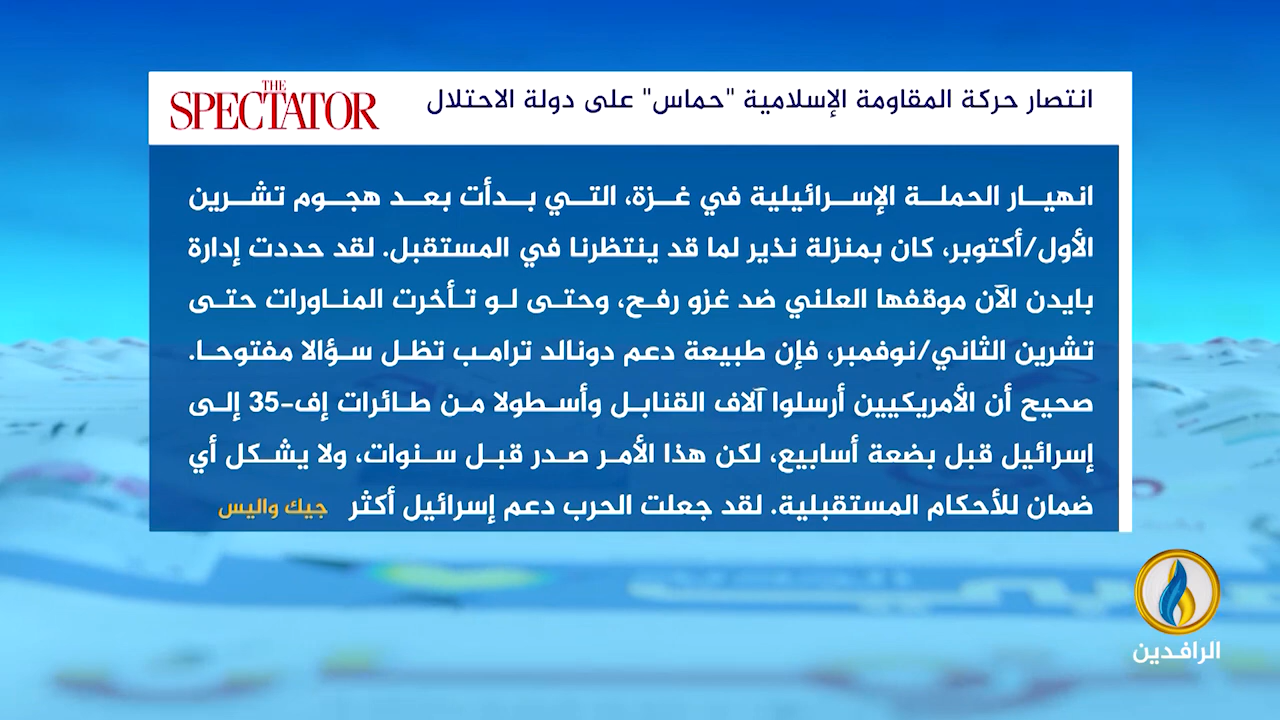 THE
SPECTATOR
انتصار حركة المقاومة الإسلامية "حماس" على دولة الاحتلال
انهيار الحملة الإسرائيلية في غزة، التي بدأت بعد هجوم تشرين
الأول/أكتوبر، كان بمنزلة نذير لما قد ينتظرنا في المستقبل. لقد حددت إدارة
بايدن الآن موقفها العلني ضد غزو رفح، وحتى لو تأخرت المناورات حتى
تشرين الثاني/نوفمبر، فإن طبيعة دعم دونالد ترامب تظل سؤالا مفتوحا.
صحيح أن الأمريكيين أرسلوا آلاف القنابل وأسطولا من طائرات إف-35 إلى
إسرائيل قبل بضعة أسابيع، لكن هذا الأمر صدر قبل سنوات، ولا يشكل أي
ضمان للأحكام المستقبلية. لقد جعلت الحرب دعم إسرائيل أكثر
جيك واليس
الرافدين